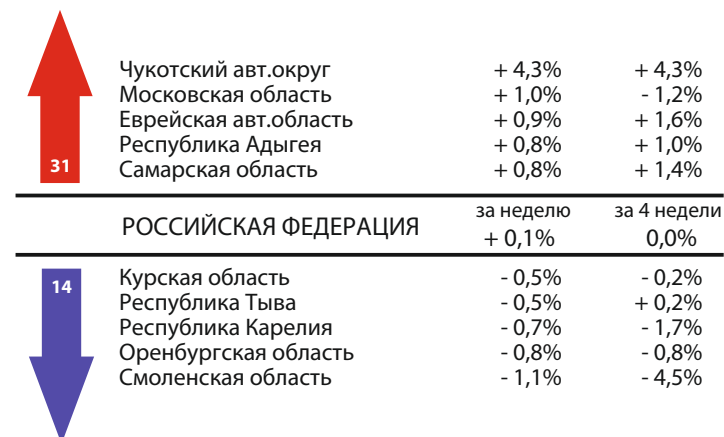 Чукотский авт.округ + 4,3% + 4,3%
Московская область + 1,0% - 1,2%
Еврейская авт.область + 0,9% + 1,6%
Республика Адыгея + 0,8% + 1,0%
31 Самарская область + 0,8% + 1,4%
за неделю за 4 недели
РОССИЙСКАЯ ФЕДЕРАЦИЯ + 0,1% 0,0%
14 Курская область - 0,5% - 0,2%
Республика Тыва - 0,5% + 0,2%
Республика Карелия - 0,7% - 1,7%
Оренбургская область - 0,8% - 0,8%
Смоленская область - 1,1% - 4,5%